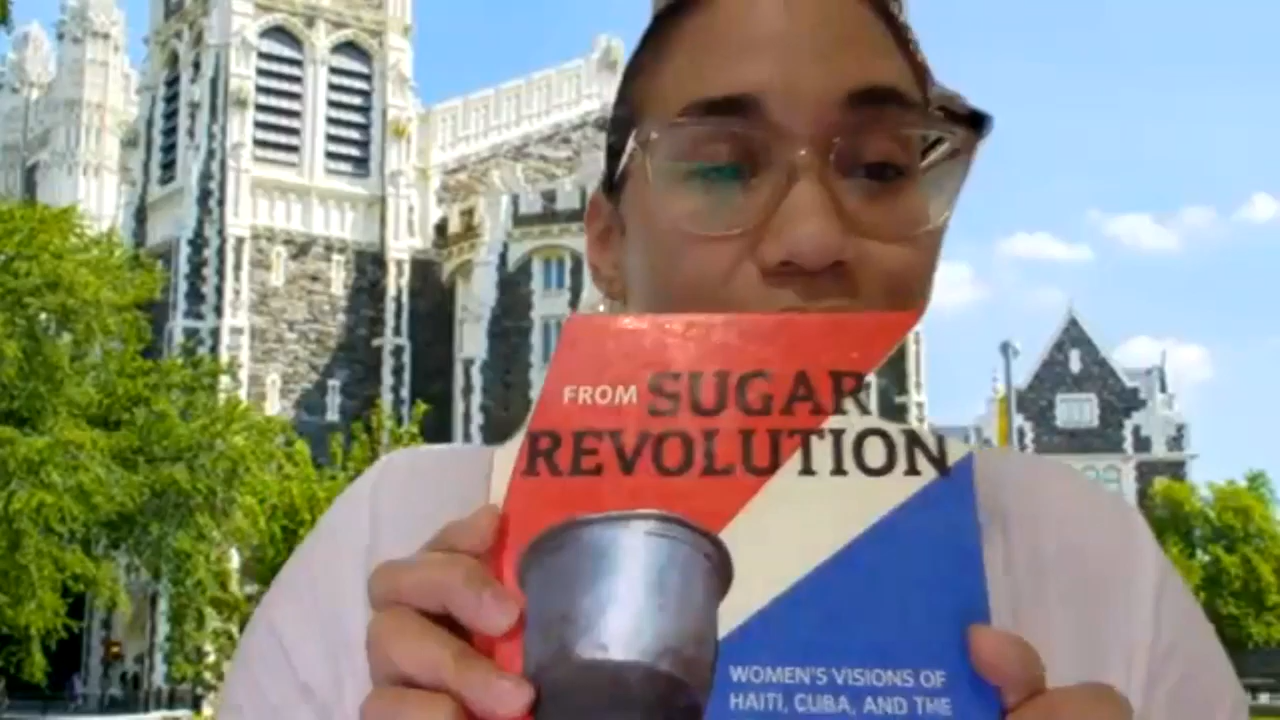 FROM SUGAR
REVOLUTION
WOMEN'S VISIONS OF
HAITI, CUBA, AND THE